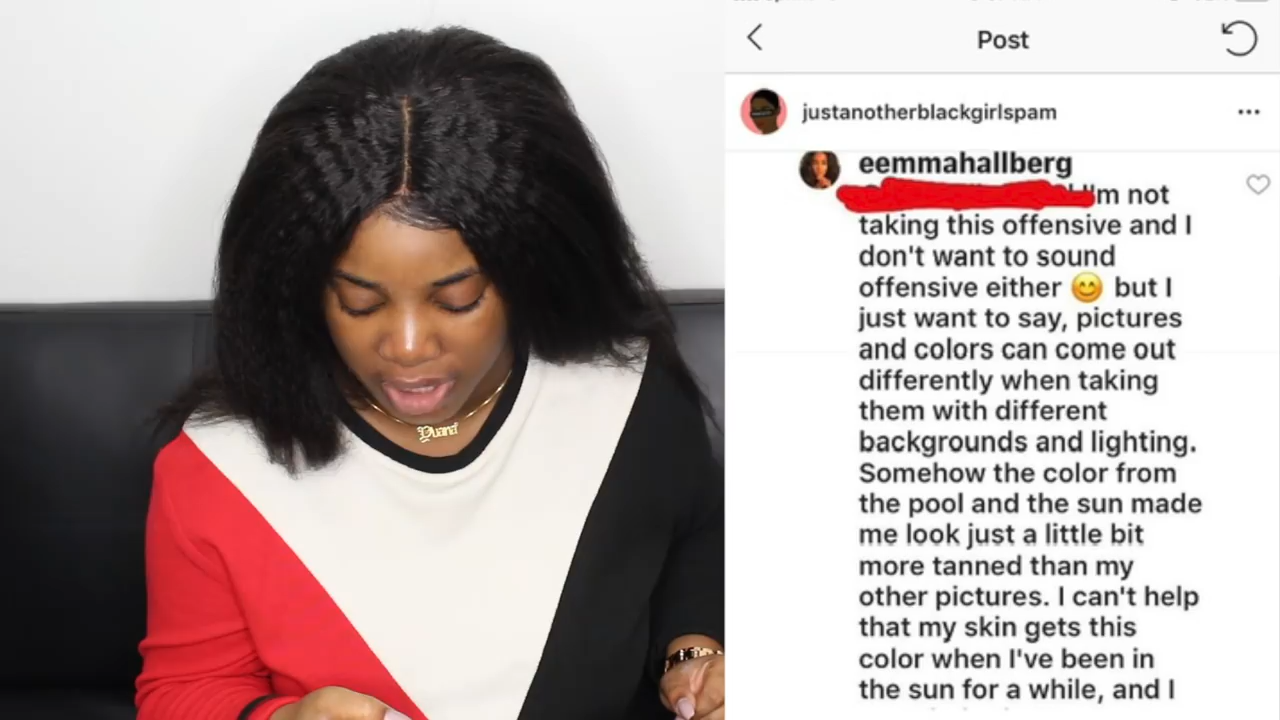 Post
justanotherblackgirlspam
eemmahallberg
I'm not
taking this offensive and I
don't want to sound
offensive either 😊 but I
just want to say, pictures
and colors can come out
differently when taking
them with different
backgrounds and lighting.
Somehow the color from
the pool and the sun made
me look just a little bit
more tanned than my
other pictures. I can't help
that my skin gets this
color when I've been in
the sun for a while, and I